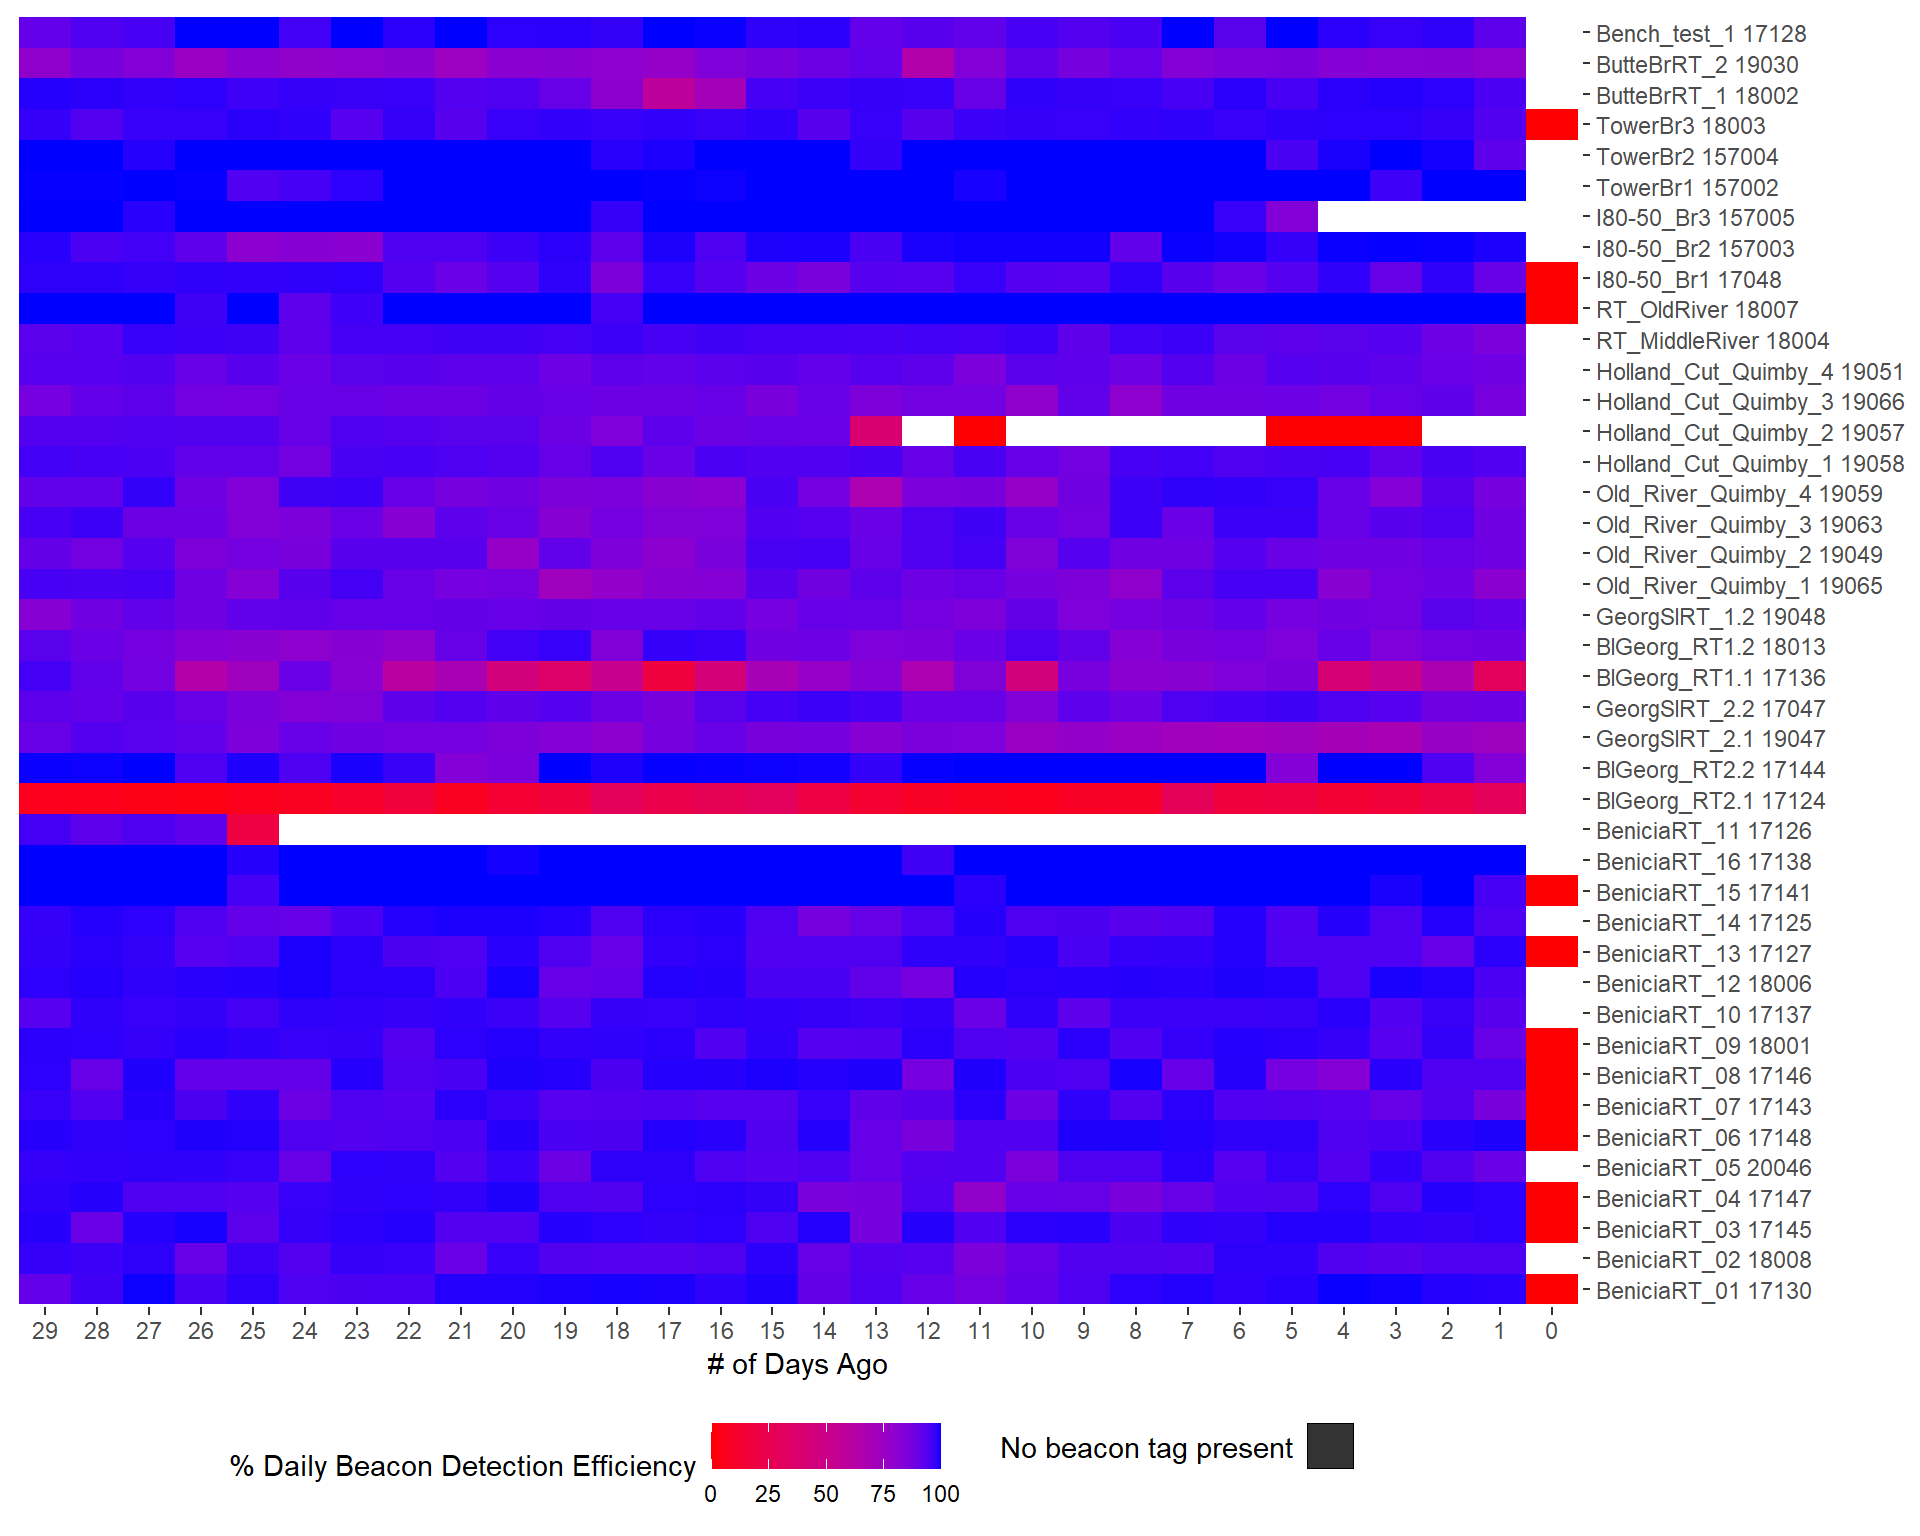 Bench_test_1 17128
ButteBrRT_2 19030
ButteBrRT_1 18002
TowerBr3 18003
TowerBr2 157004
TowerBr1 157002
I80-50_Br3 157005
I80-50_Br2 157003
I80-50_Br1 17048
RT_OldRiver 18007
RT_MiddleRiver 18004
Holland_Cut_Quimby_4 19051
Holland_Cut_Quimby_3 19066
Holland_Cut_Quimby_2 19057
Holland_Cut_Quimby_1 19058
Old_River_Quimby_4 19059
Old_River_Quimby_3 19063
Old_River_Quimby_2 19049
Old_River_Quimby_1 19065
GeorgSlRT_1.2 19048
BlGeorg_RT1.2 18013
BlGeorg_RT1.1 17136
GeorgSlRT_2.2 17047
GeorgSlRT_2.1 19047
BlGeorg_RT2.2 17144
BlGeorg_RT2.1 17124
BeniciaRT_11 17126
BeniciaRT_16 17138
BeniciaRT_15 17141
BeniciaRT_14 17125
BeniciaRT_13 17127
BeniciaRT_12 18006
BeniciaRT_10 17137
BeniciaRT_09 18001
BeniciaRT_08 17146
BeniciaRT_07 17143
BeniciaRT_06 17148
BeniciaRT_05 20046
BeniciaRT_04 17147
BeniciaRT_03 17145
BeniciaRT_02 18008
BeniciaRT_01 17130
29 28 27 26 25 24 23 22 21 20 19 18 17 16 15 14 13 12 11 10 9 8 7 6 5 4 3 2 1 0
# of Days Ago
% Daily Beacon Detection Efficiency
0 25 50 75 100
No beacon tag present